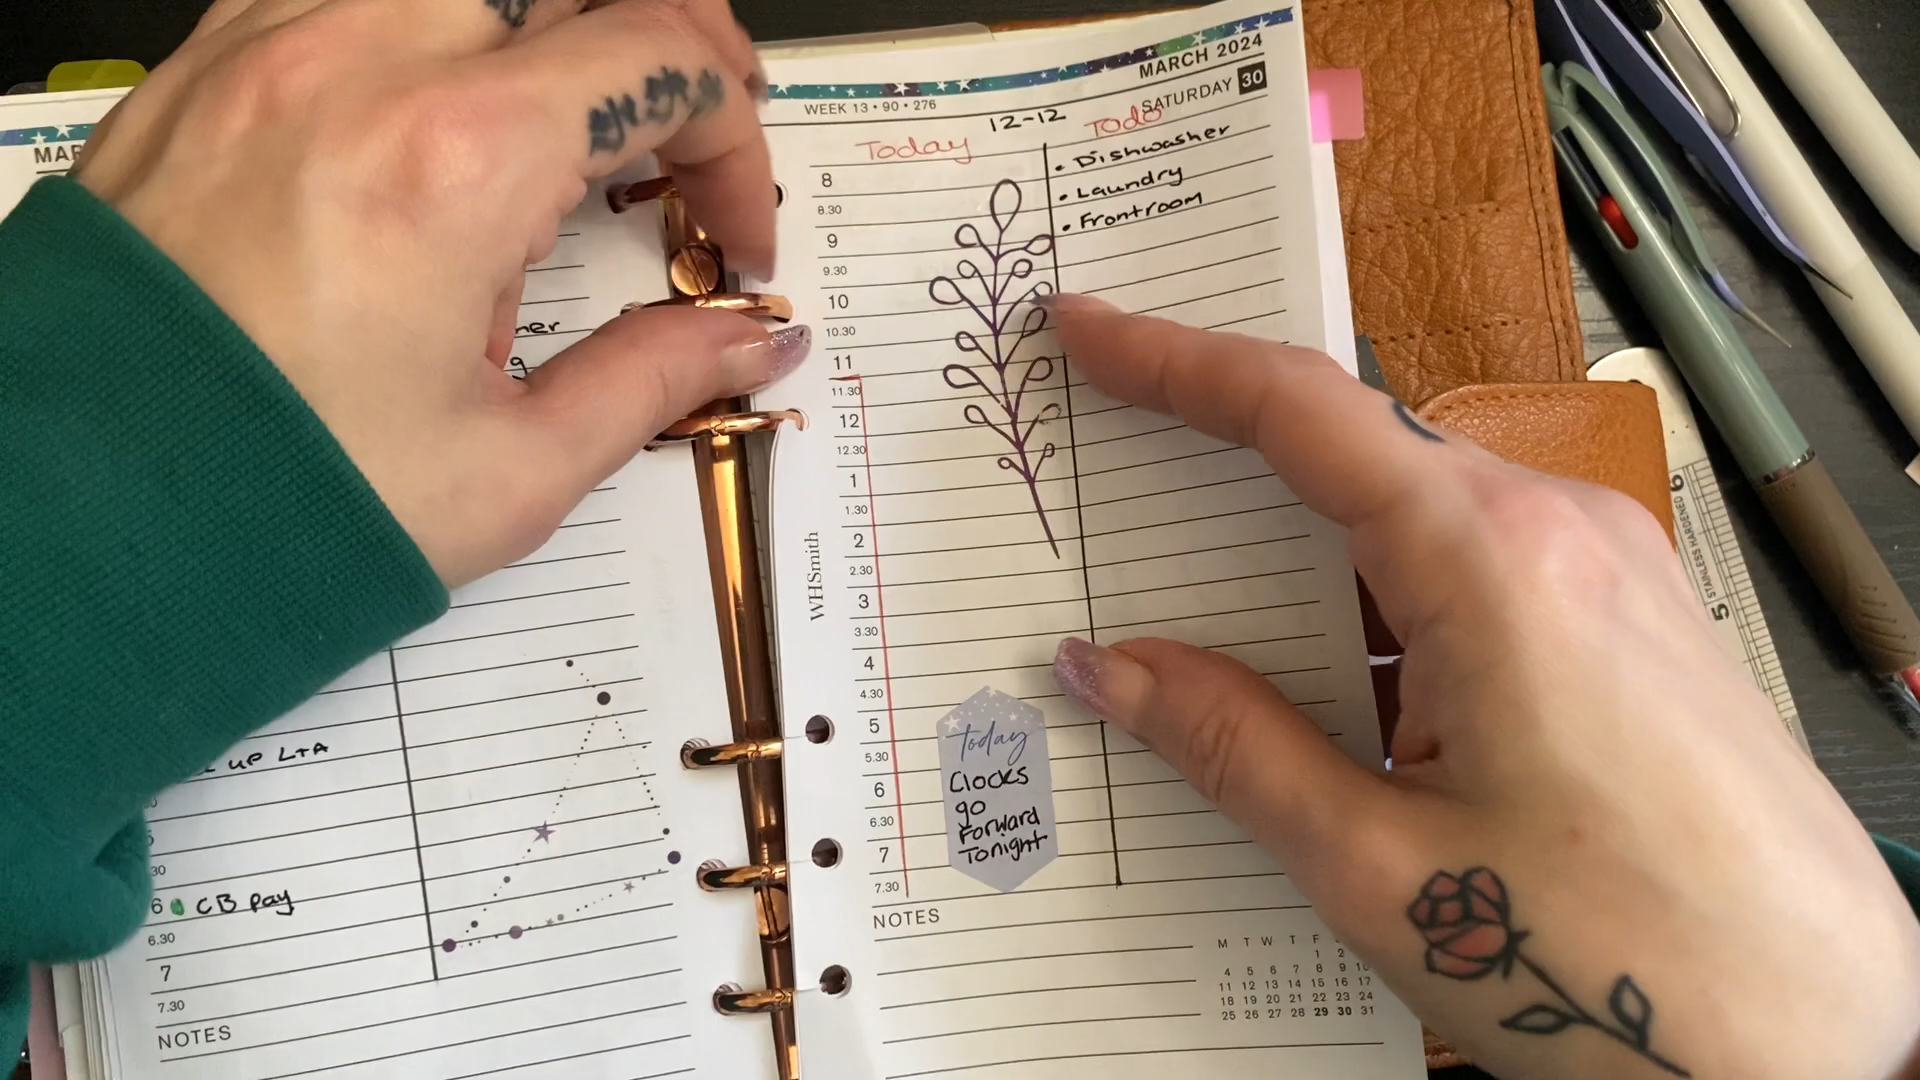 MAR
ner
g
UP LTA
6 CB pay
6.30
7
7.30
NOTES
MARCH 2024
WEEK 13 • 90 • 276
SATURDAY 30
12-12
Today
Todo
8
• Dishwasher
8.30
• Laundry
9
• Frontroom
9.30
10
10.30
11
11.30
12
12.30
1
1.30
2
2.30
WHSmith
3
3.30
4
4.30
5
5.30
6
6.30
7
7.30
today
Clocks
go
Forward
Tonight
NOTES
M T W T F
1 2
4 5 6 7 8 9 10
11 12 13 14 15 16 17
18 19 20 21 22 23 24
25 26 27 28 29 30 31
STAINLESS HARDENED
6
5